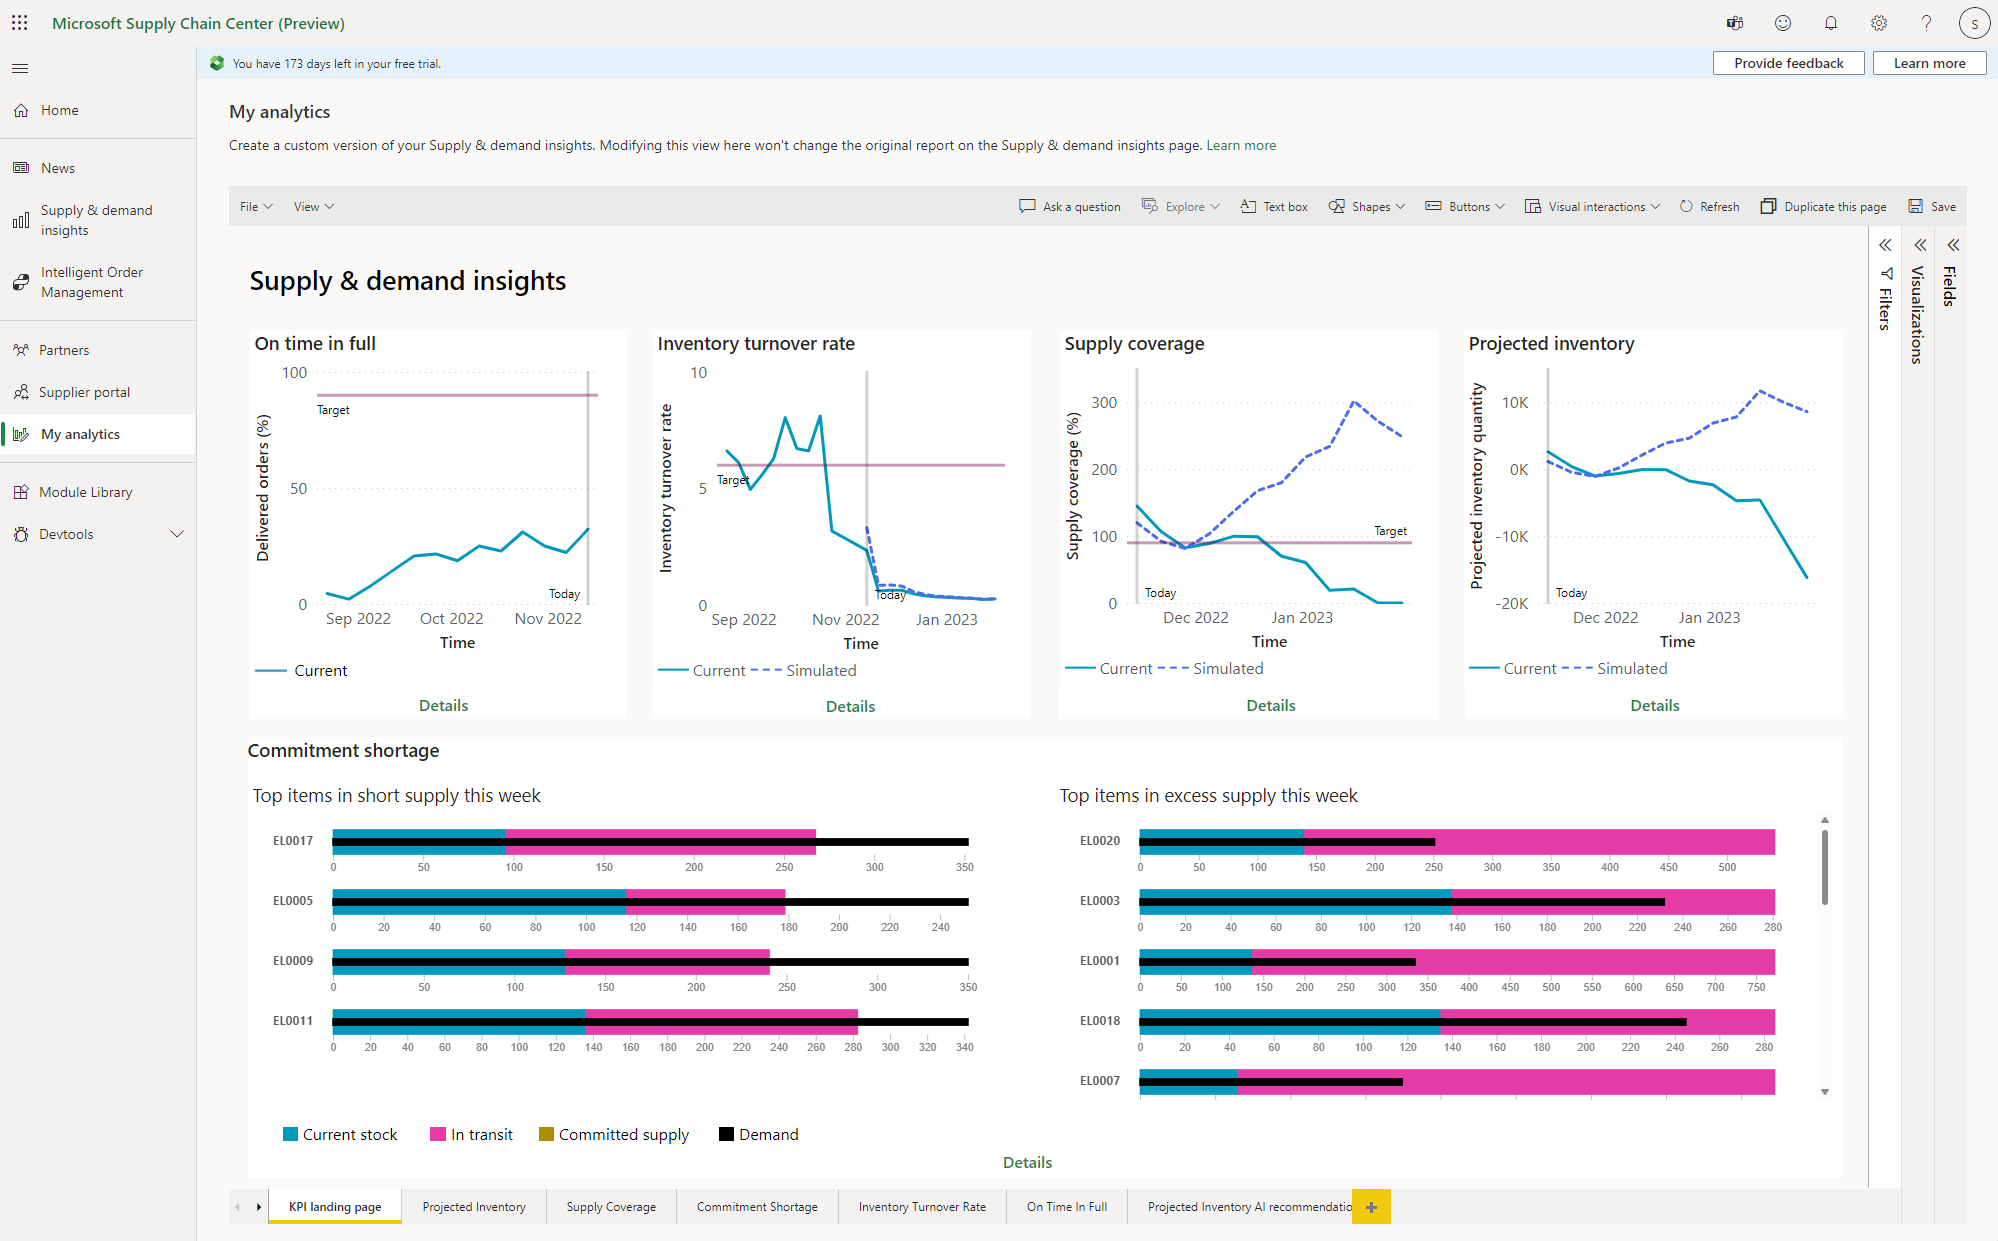 Microsoft Supply Chain Center (Preview)
S
You have 173 days left in your free trial.
Provide feedback
Learn more
Home
News
Supply & demand
insights
Intelligent Order
Management
Partners
Supplier portal
My analytics
Module Library
Devtools
My analytics
Create a custom version of your Supply & demand insights. Modifying this view here won't change the original report on the Supply & demand insights page. Learn more
File View Ask a question Explore Text box Shapes Buttons Visual interactions Refresh Duplicate this page Save
Filters
Visualizations
Fields
Supply & demand insights
On time in full
Delivered orders (%)
100
50
0
Target
Today
Sep 2022 Oct 2022 Nov 2022
Time
Current
Details
Inventory turnover rate
Inventory turnover rate
10
5
0
Target
Today
Sep 2022 Nov 2022 Jan 2023
Time
Current Simulated
Details
Supply coverage
Supply coverage (%)
300
200
100
0
Target
Today
Dec 2022 Jan 2023
Time
Current Simulated
Details
Projected inventory
Projected inventory quantity
10K
0K
-10K
-20K
Today
Dec 2022 Jan 2023
Time
Current Simulated
Details
Commitment shortage
Top items in short supply this week
EL0017
0 50 100 150 200 250 300 350
EL0005
0 20 40 60 80 100 120 140 160 180 200 220 240
EL0009
0 50 100 150 200 250 300 350
EL0011
0 20 40 60 80 100 120 140 160 180 200 220 240 260 280 300 320 340
Top items in excess supply this week
EL0020
0 50 100 150 200 250 300 350 400 450 500
EL0003
0 20 40 60 80 100 120 140 160 180 200 220 240 260 280
EL0001
0 50 100 150 200 250 300 350 400 450 500 550 600 650 700 750
EL0018
0 20 40 60 80 100 120 140 160 180 200 220 240 260 280
EL0007
Current stock In transit Committed supply Demand
Details
KPI landing page Projected Inventory Supply Coverage Commitment Shortage Inventory Turnover Rate On Time In Full Projected Inventory AI recommendatio